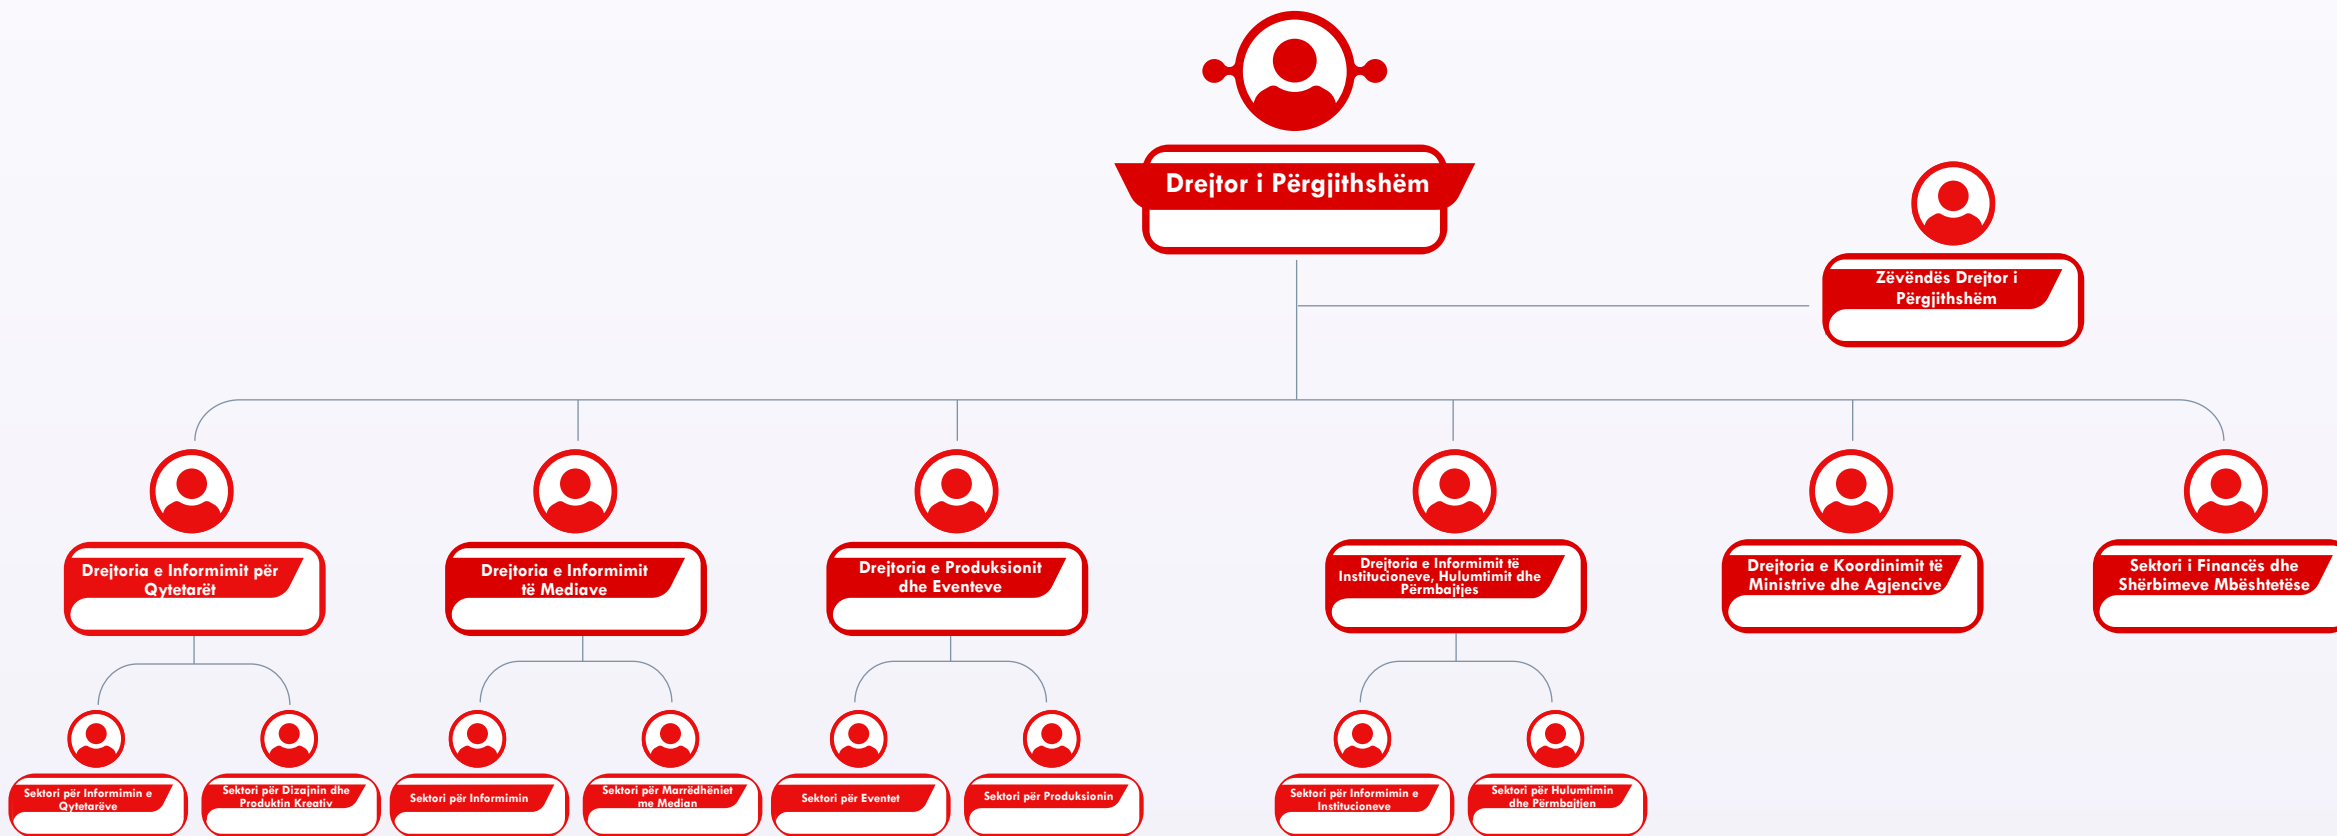 Drejtor i Përgjithshëm
Zëvëndës Drejtor i
Përgjithshëm
Drejtoria e Informimit për
Qytetarët
Drejtoria e Informimit
të Mediave
Drejtoria e Produksionit
dhe Eventeve
Drejtoria e Informimit të
Institucioneve, Hulumtimit dhe
Përmbajtjes
Drejtoria e Koordinimit të
Ministrive dhe Agjencive
Sektori i Financës dhe
Shërbimeve Mbështetëse
Sektori për Informimin e
Qytetarëve
Sektori për Dizajnin dhe
Produktin Kreativ
Sektori për Informimin
Sektori për Marrëdhëniet
me Median
Sektori për Eventet
Sektori për Produksionin
Sektori për Informimin e
Institucioneve
Sektori për Hulumtimin
dhe Përmbajtjen